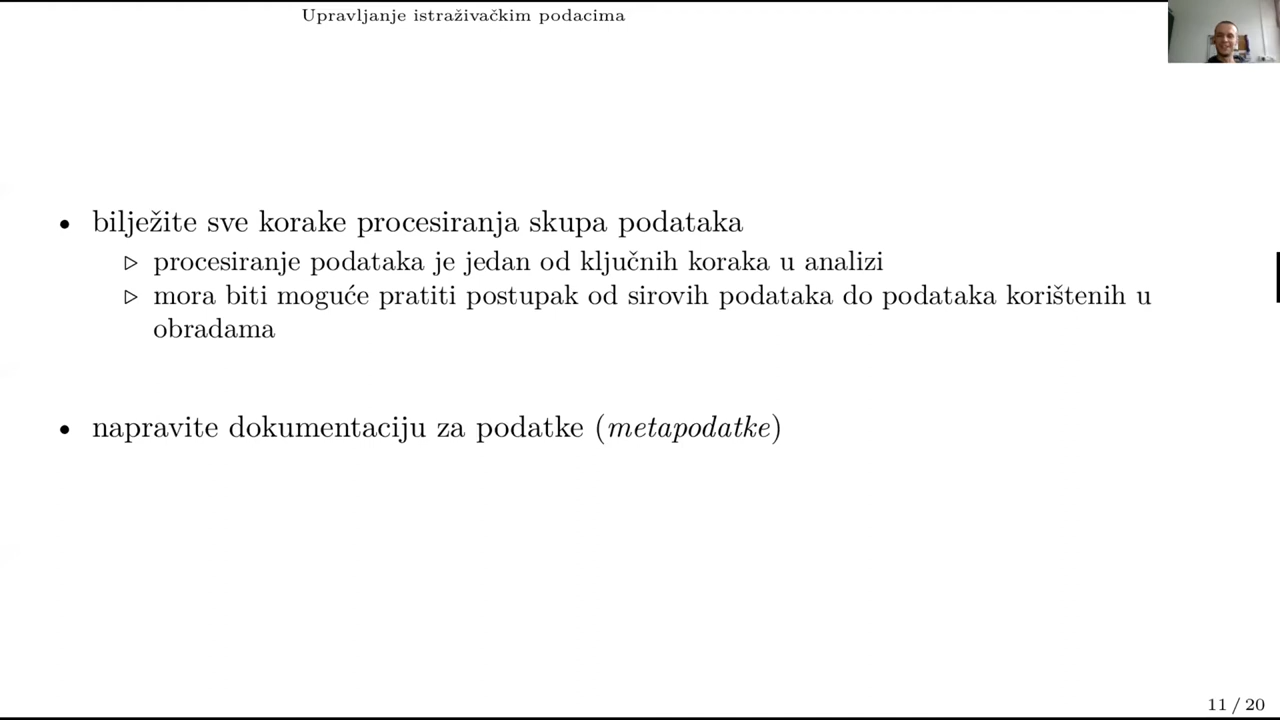 Upravljanje istraživačkim podacima
• bilježite sve korake procesiranja skupa podataka
▷ procesiranje podataka je jedan od ključnih koraka u analizi
▷ mora biti moguće pratiti postupak od sirovih podataka do podataka korištenih u
obradama
• napravite dokumentaciju za podatke (metapodatke)
11 / 20